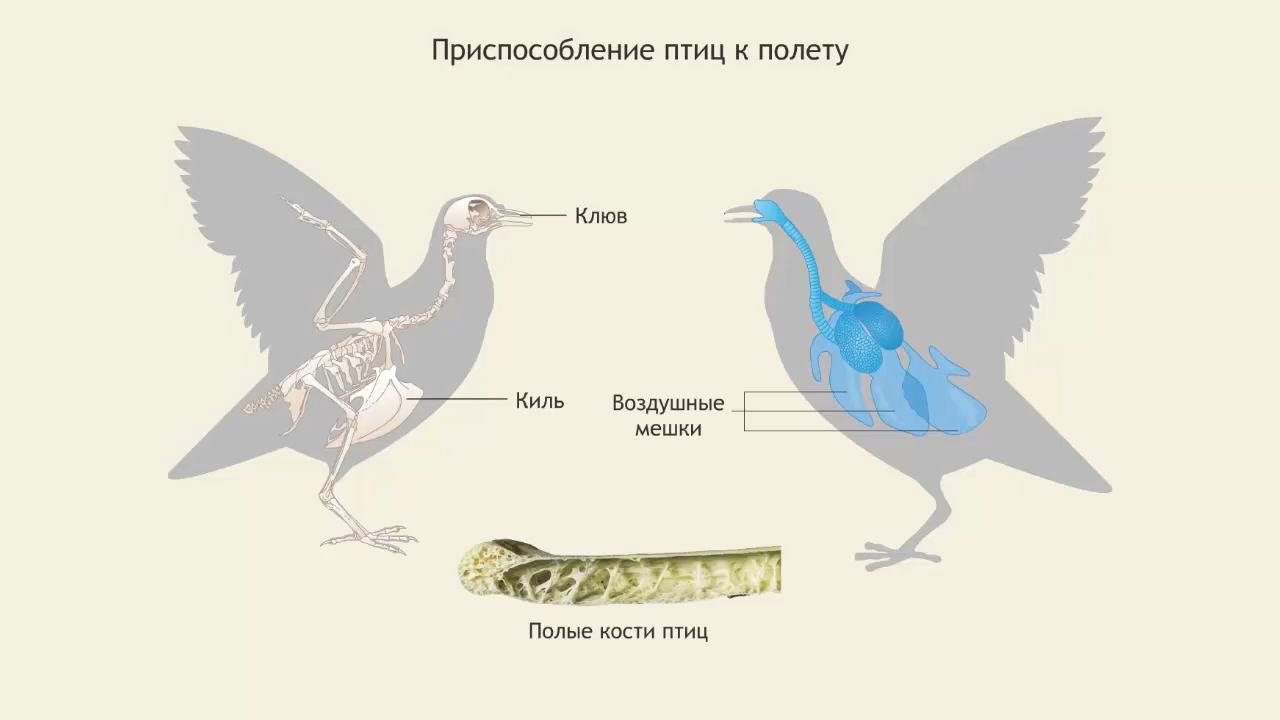 Приспособление птиц к полету
Клюв
Киль
Воздушные
мешки
Полые кости птиц